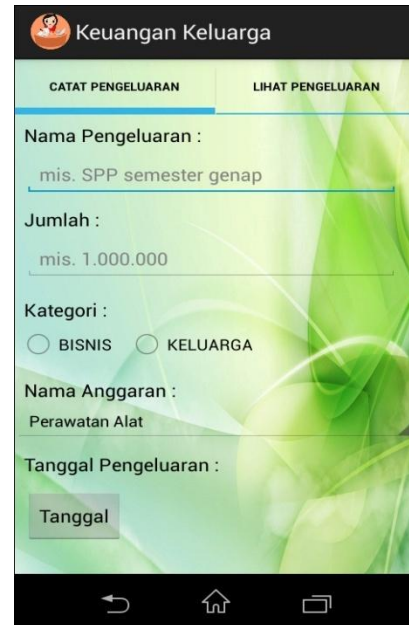 Keuangan Keluarga
CATAT PENGELUARAN LIHAT PENGELUARAN
Nama Pengeluaran :
mis. SPP semester genap
Jumlah :
mis. 1.000.000
Kategori :
BISNIS KELUARGA
Nama Anggaran :
Perawatan Alat
Tanggal Pengeluaran :
Tanggal